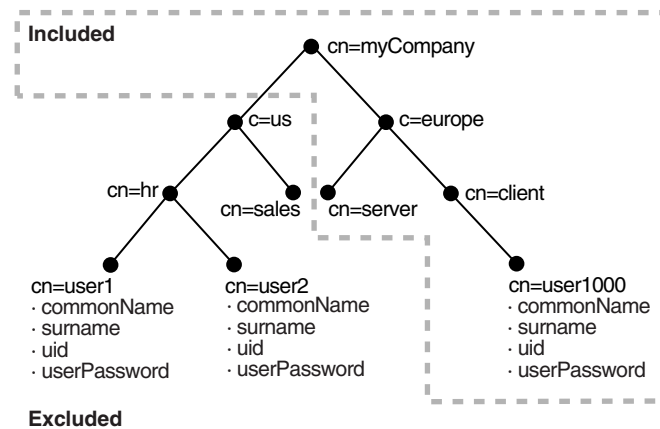 Included
cn=myCompany
c=us
c=europe
cn=hr
cn=sales
cn=server
cn=client
cn=user1
· commonName
· surname
· uid
· userPassword
cn=user2
· commonName
· surname
· uid
· userPassword
cn=user1000
· commonName
· surname
· uid
· userPassword
Excluded